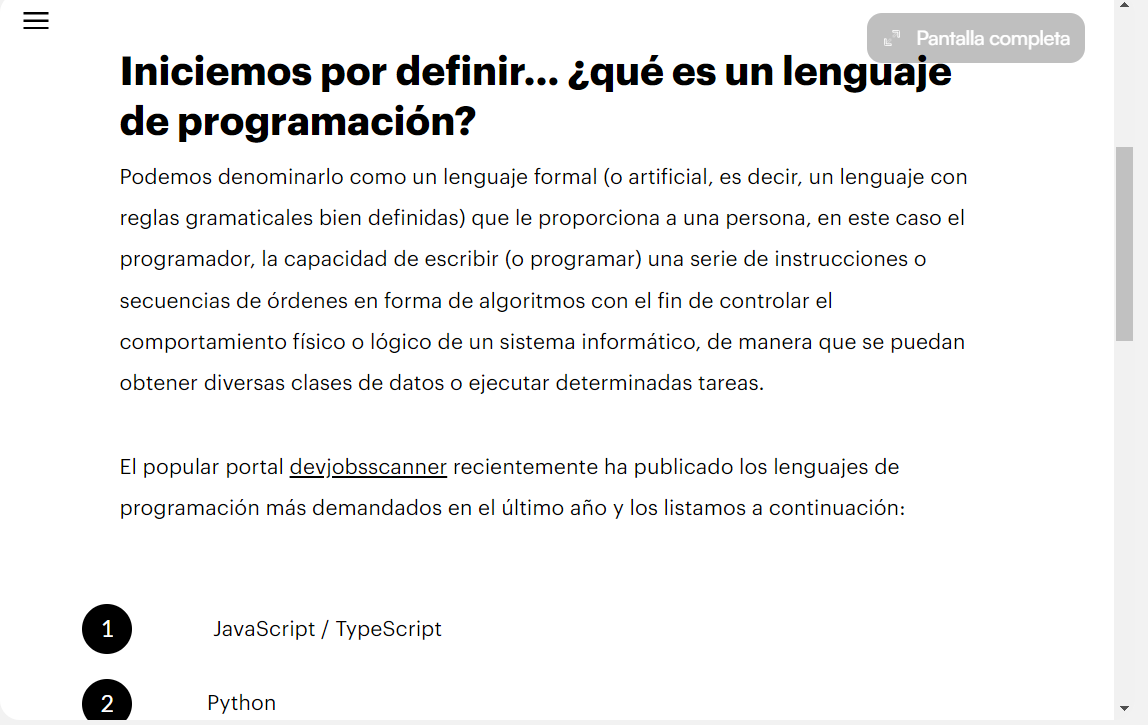 Pantalla completa
Iniciemos por definir... ¿qué es un lenguaje
de programación?
Podemos denominarlo como un lenguaje formal (o artificial, es decir, un lenguaje con
reglas gramaticales bien definidas) que le proporciona a una persona, en este caso el
programador, la capacidad de escribir (o programar) una serie de instrucciones o
secuencias de órdenes en forma de algoritmos con el fin de controlar el
comportamiento físico o lógico de un sistema informático, de manera que se puedan
obtener diversas clases de datos o ejecutar determinadas tareas.
El popular portal devjobsscanner recientemente ha publicado los lenguajes de
programación más demandados en el último año y los listamos a continuación:
1 JavaScript / TypeScript
2 Python